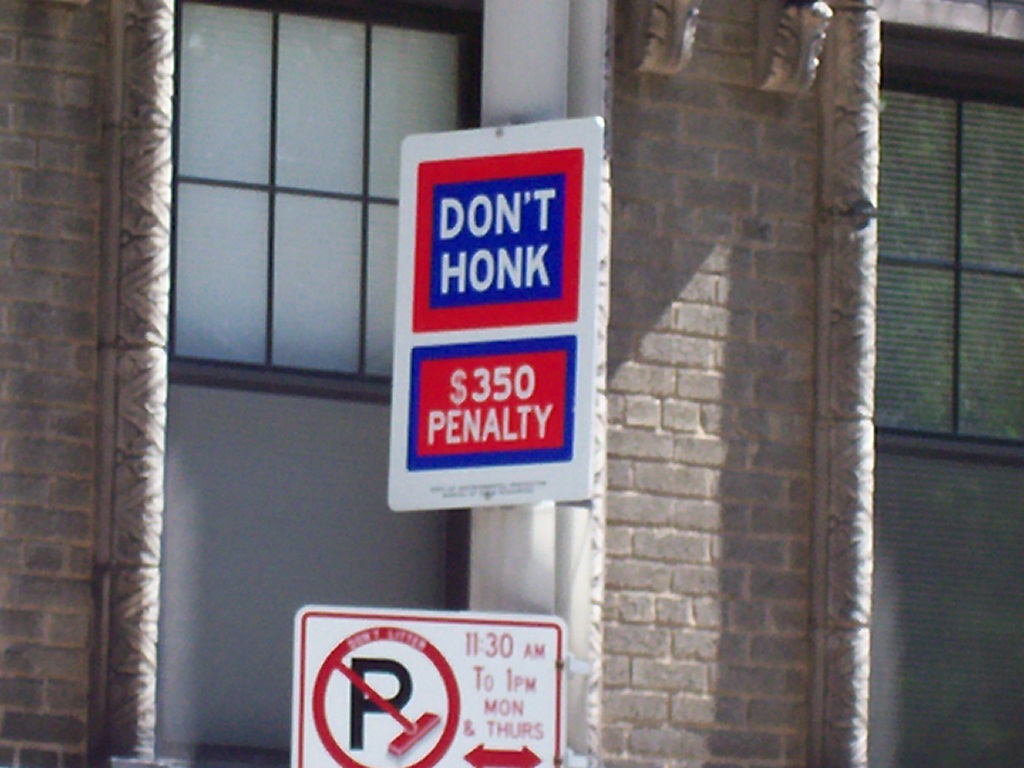 DON'T
HONK
$350
PENALTY
DON'T LITTER
P
11:30 AM
To 1PM
MON
& THURS